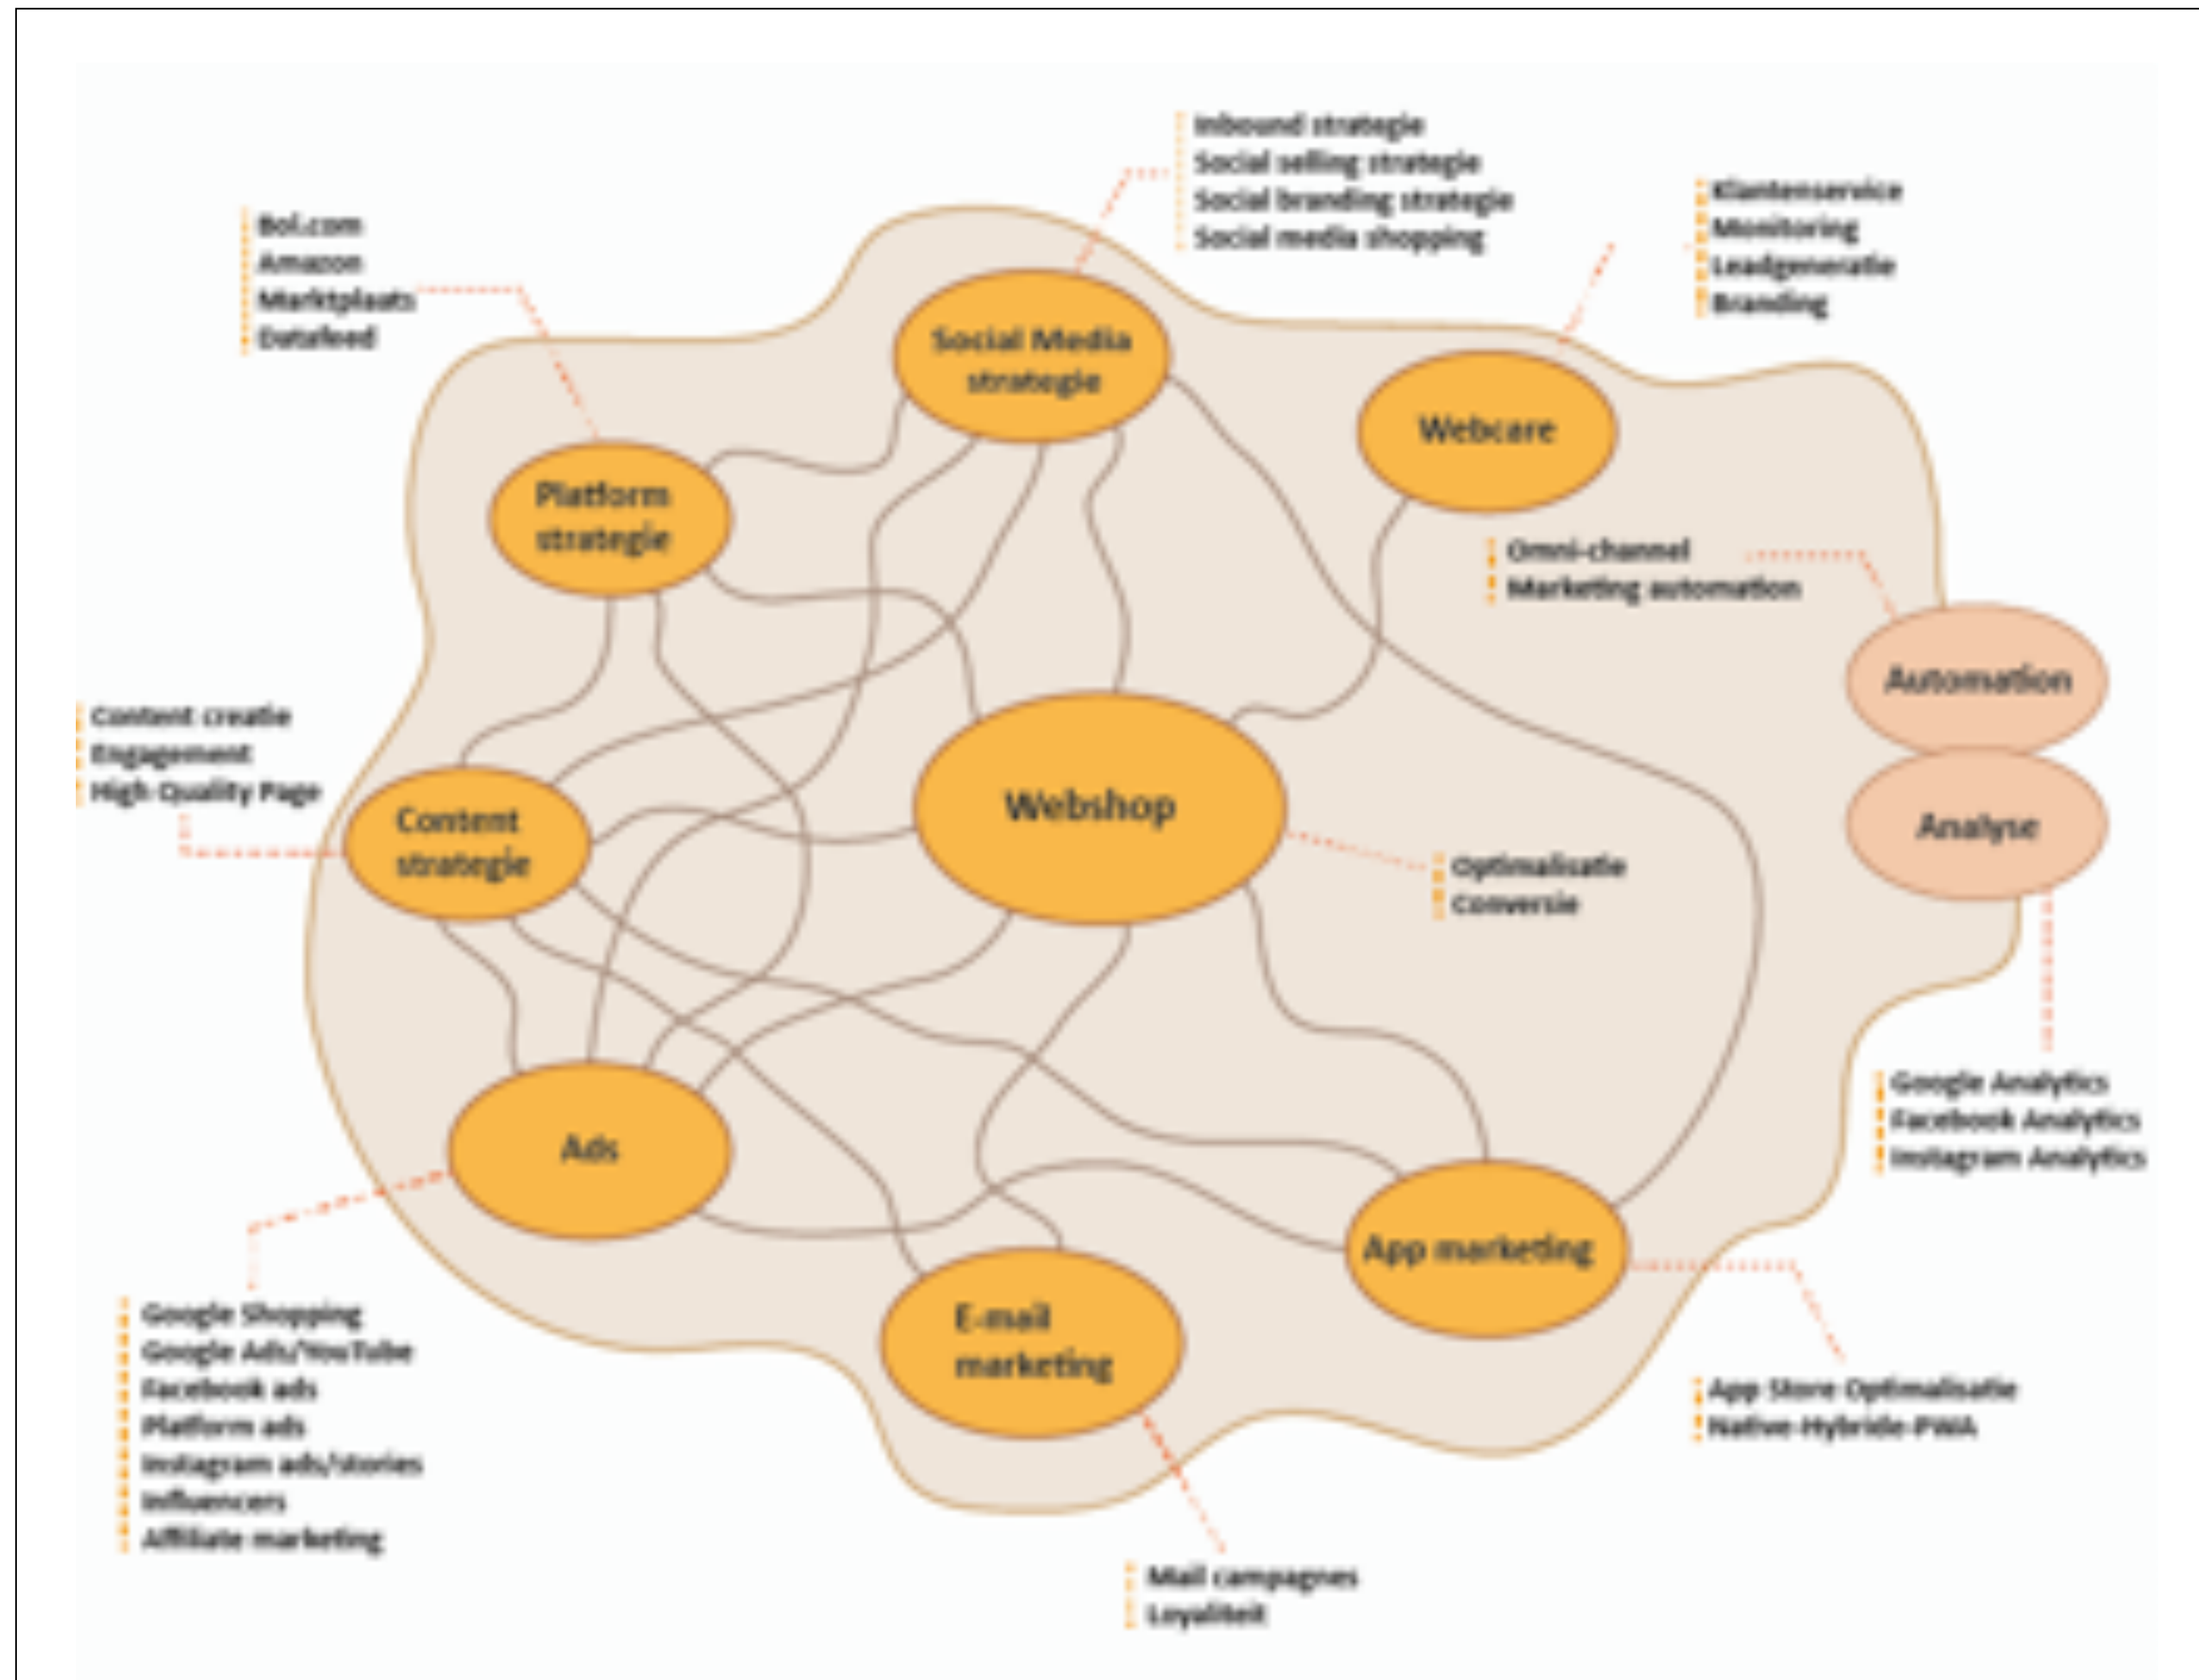 Inbound strategie
Social selling strategie
Social branding strategie
Social media shopping
Klantenservice
Monitoring
Leadgeneratie
Branding
Bol.com
Amazon
Marktplaats
Datafeed
Social Media
strategie
Webcare
Platform
strategie
Omni-channel
Marketing automation
Automation
Content creatie
Engagement
High Quality Page
Content
strategie
Webshop
Analyse
Optimalisatie
Conversie
Google Analytics
Facebook Analytics
Instagram Analytics
Ads
App marketing
E-mail
marketing
Google Shopping
Google Ads/YouTube
Facebook ads
Platform ads
Instagram ads/stories
Influencers
Affiliate marketing
App Store Optimalisatie
Native-Hybride-PWA
Mail campagnes
Loyaliteit